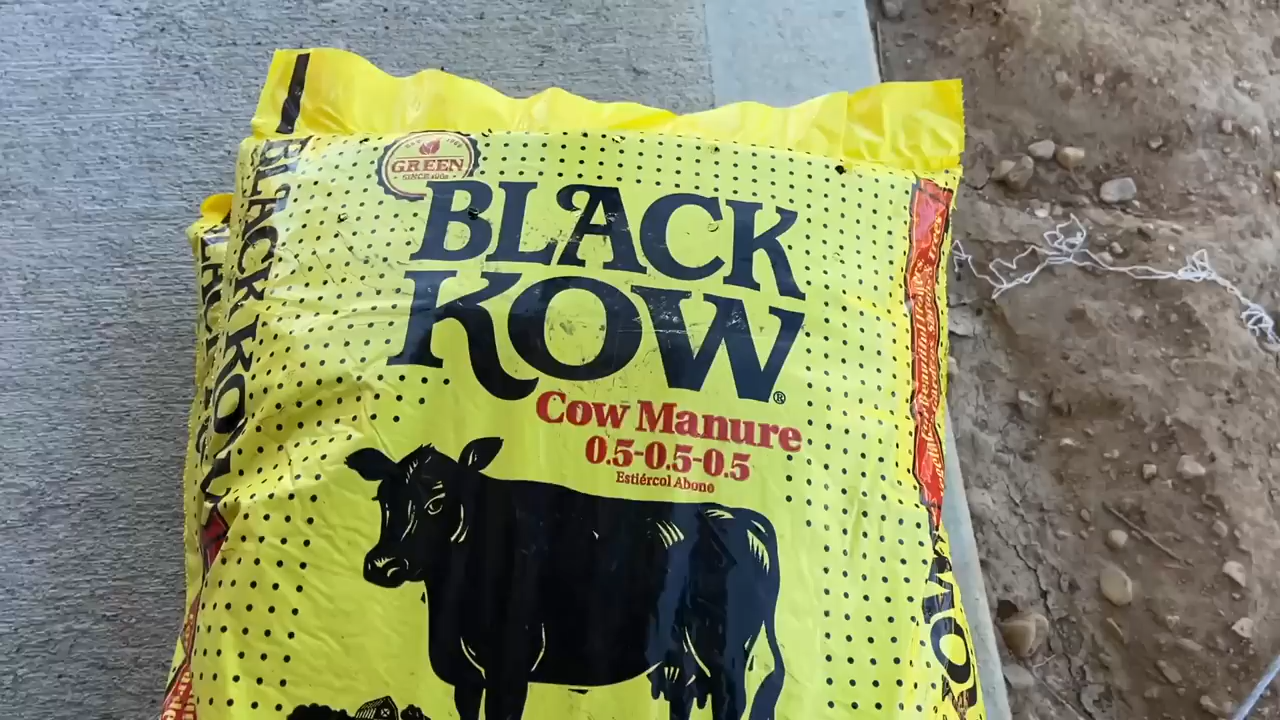 GREEN
BLACK
KOW®
Cow Manure
0.5-0.5-0.5
Estiércol Abono
BLACK KOW